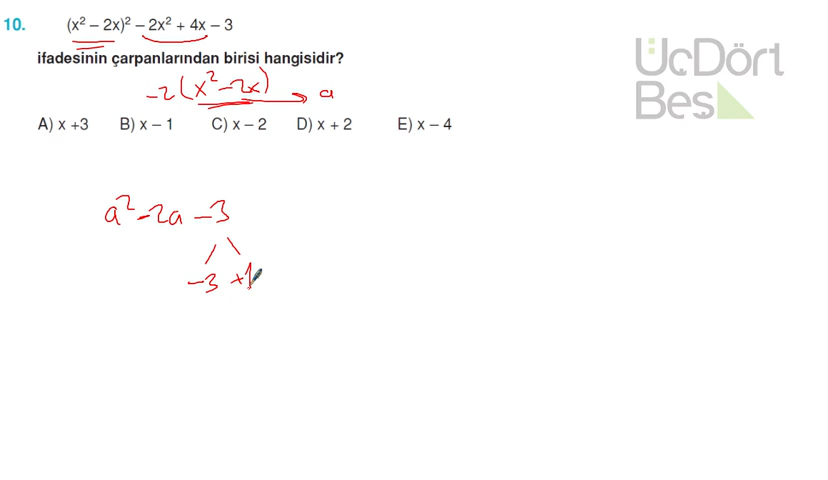 10. (x² – 2x)² – 2x² + 4x – 3
ifadesinin çarpanlarından birisi hangisidir?
-2(x² -2x) → a
A) x +3 B) x – 1 C) x – 2 D) x + 2 E) x – 4
a² -2a -3
-3 +1
ÜçDört
Beş